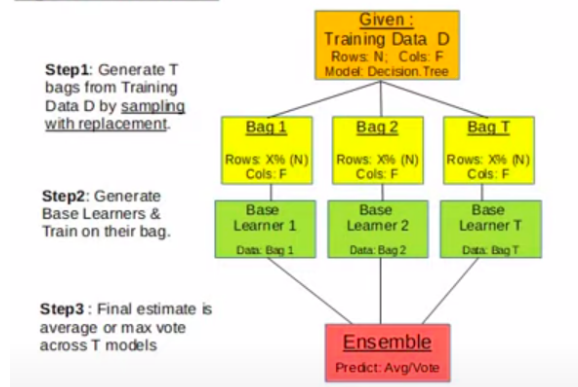 Given :
Training Data D
Rows: N; Cols: F
Model: Decision.Tree
Step1: Generate T
bags from Training
Data D by sampling
with replacement.
Bag 1
Rows: X% (N)
Cols: F
Bag 2
Rows: X% (N)
Cols: F
Bag T
Rows: X% (N)
Cols: F
Step2: Generate
Base Learners &
Train on their bag.
Base
Learner 1
Data: Bag 1
Base
Learner 2
Data: Bag 2
Base
Learner T
Data: Bag T
Step3 : Final estimate is
average or max vote
across T models
Ensemble
Predict: Avg/Vote